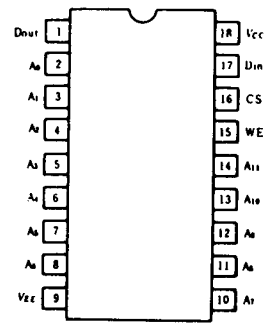 Dout 1 18 VCC
A0 2 17 Din
A1 3 16 CS
A2 4 15 WE
A3 5 14 A11
A4 6 13 A10
A5 7 12 A9
A6 8 11 A8
VEE 9 10 A7